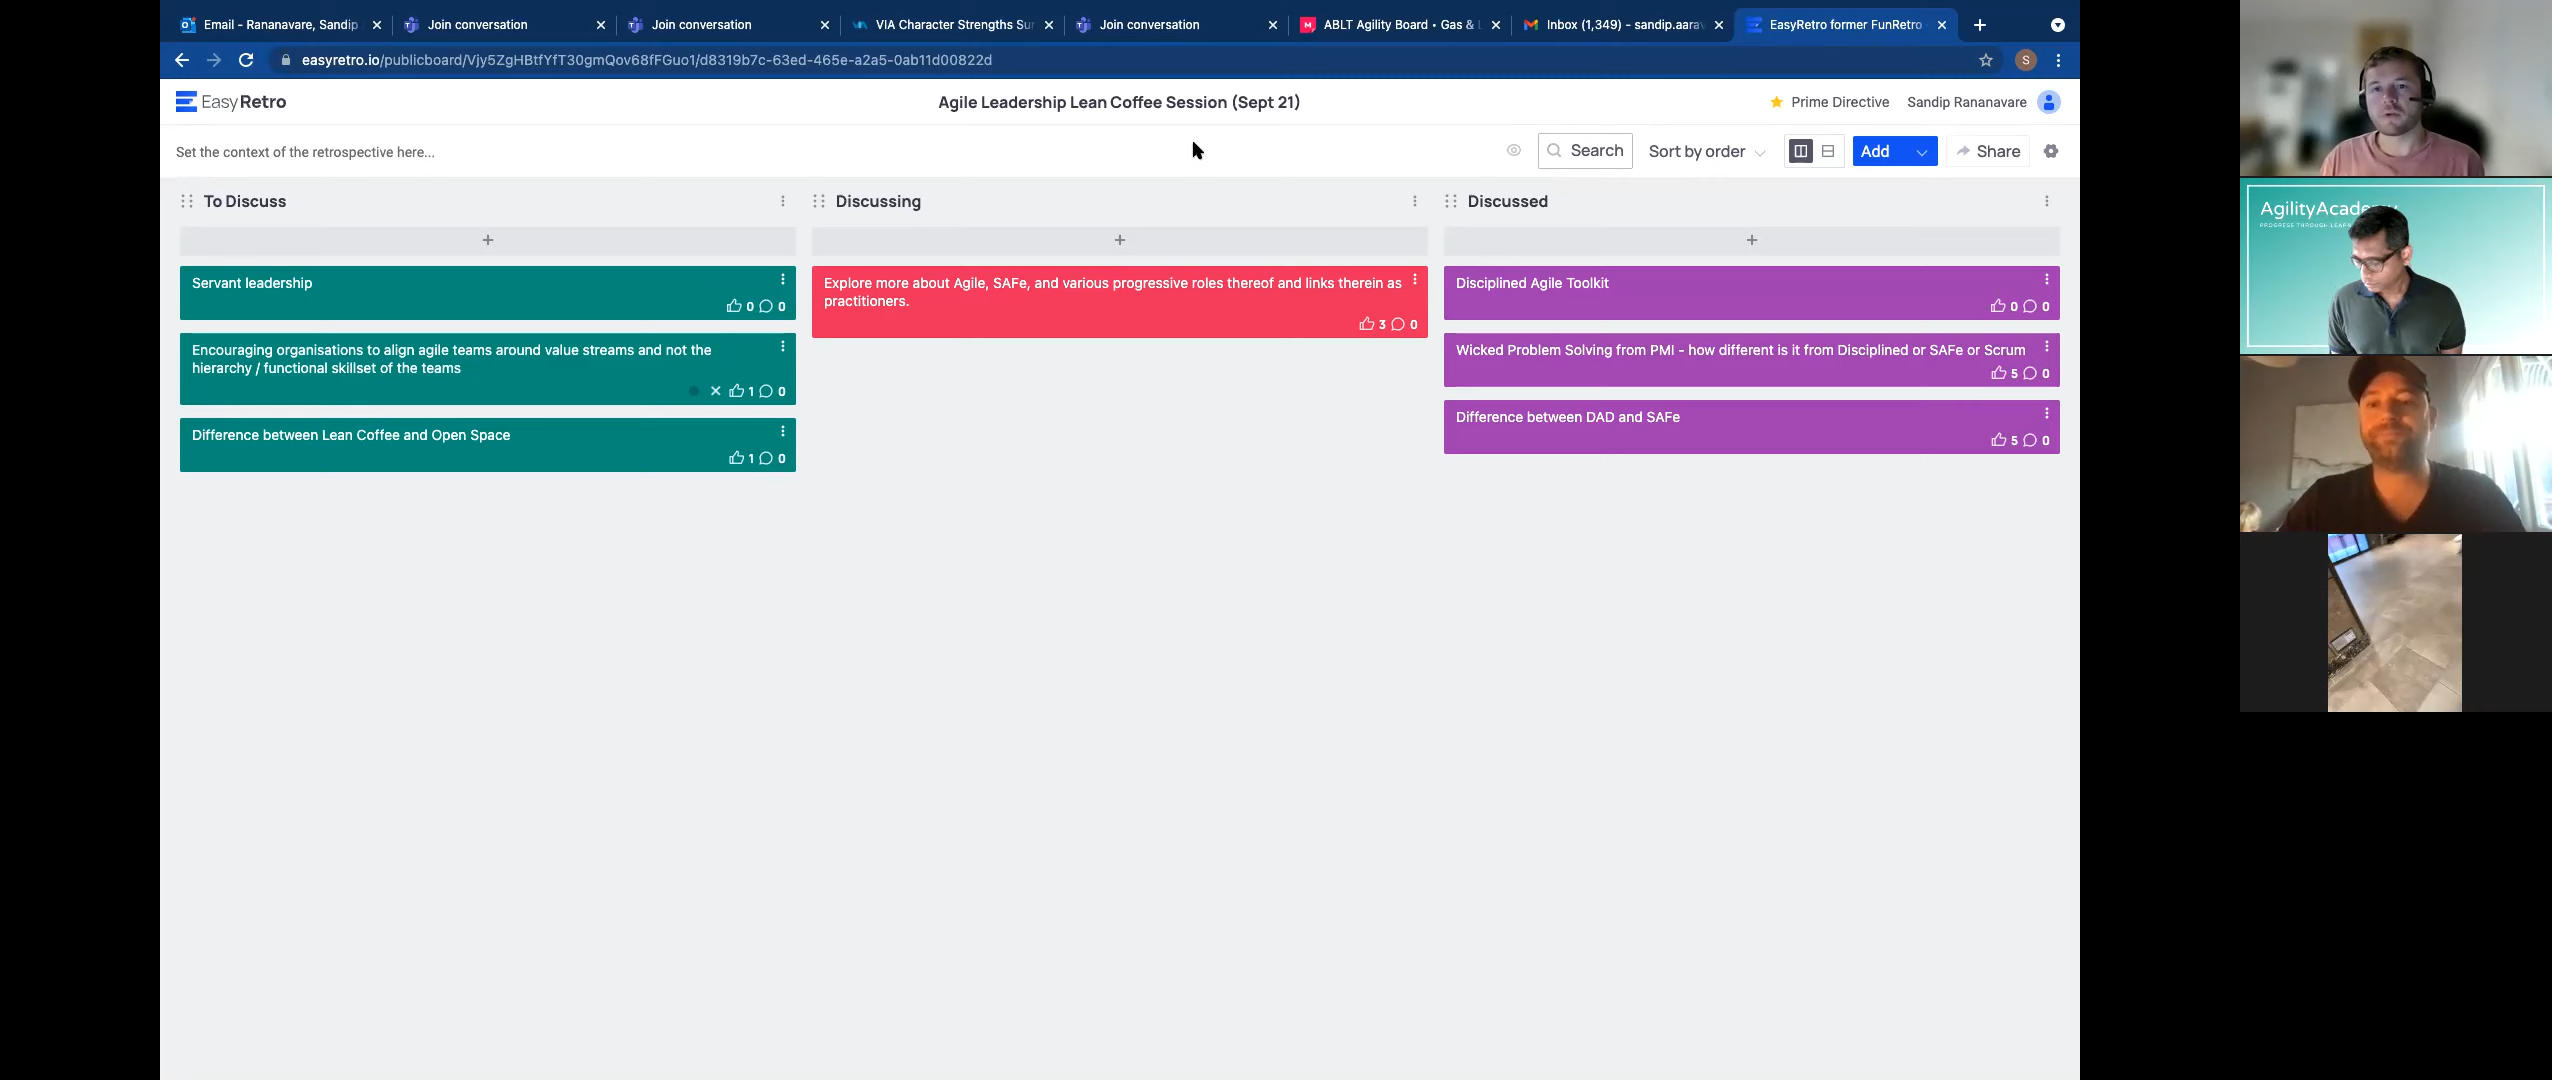 Email - Rananavare, Sandip
Join conversation
Join conversation
VIA Character Strengths Sur
Join conversation
ABLT Agility Board • Gas & L
Inbox (1,349) - sandip.aarav
EasyRetro former FunRetro
easyretro.io/publicboard/Vjy5ZgHBtfYfT30gmQov68fFGuo1/d8319b7c-63ed-465e-a2a5-0ab11d00822d
S
EasyRetro
Agile Leadership Lean Coffee Session (Sept 21)
Prime Directive
Sandip Rananavare
Set the context of the retrospective here...
Search
Sort by order
Add
Share
To Discuss
Discussing
Discussed
Servant leadership
0 0
Encouraging organisations to align agile teams around value streams and not the
hierarchy / functional skillset of the teams
1 0
Difference between Lean Coffee and Open Space
1 0
Explore more about Agile, SAFe, and various progressive roles thereof and links therein as
practitioners.
3 0
Disciplined Agile Toolkit
0 0
Wicked Problem Solving from PMI - how different is it from Disciplined or SAFe or Scrum
5 0
Difference between DAD and SAFe
5 0
AgilityAcademy
PROGRESS THROUGH